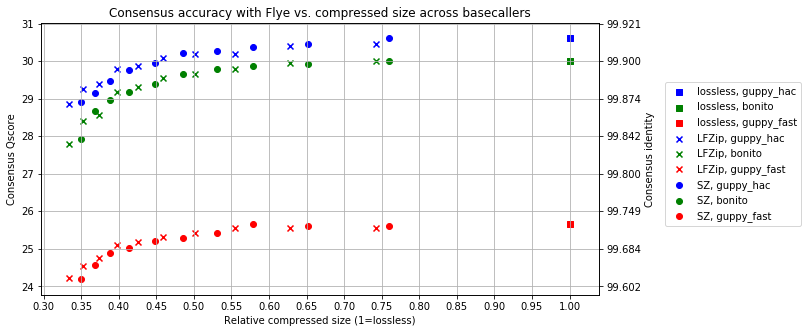 Consensus accuracy with Flye vs. compressed size across basecallers
Consensus Qscore
31
30
29
28
27
26
25
24
99.921
99.900
99.874
99.842
99.800
99.749
99.684
99.602
Consensus identity
0.30 0.35 0.40 0.45 0.50 0.55 0.60 0.65 0.70 0.75 0.80 0.85 0.90 0.95 1.00
Relative compressed size (1=lossless)
lossless, guppy_hac
lossless, bonito
lossless, guppy_fast
LFZip, guppy_hac
LFZip, bonito
LFZip, guppy_fast
SZ, guppy_hac
SZ, bonito
SZ, guppy_fast